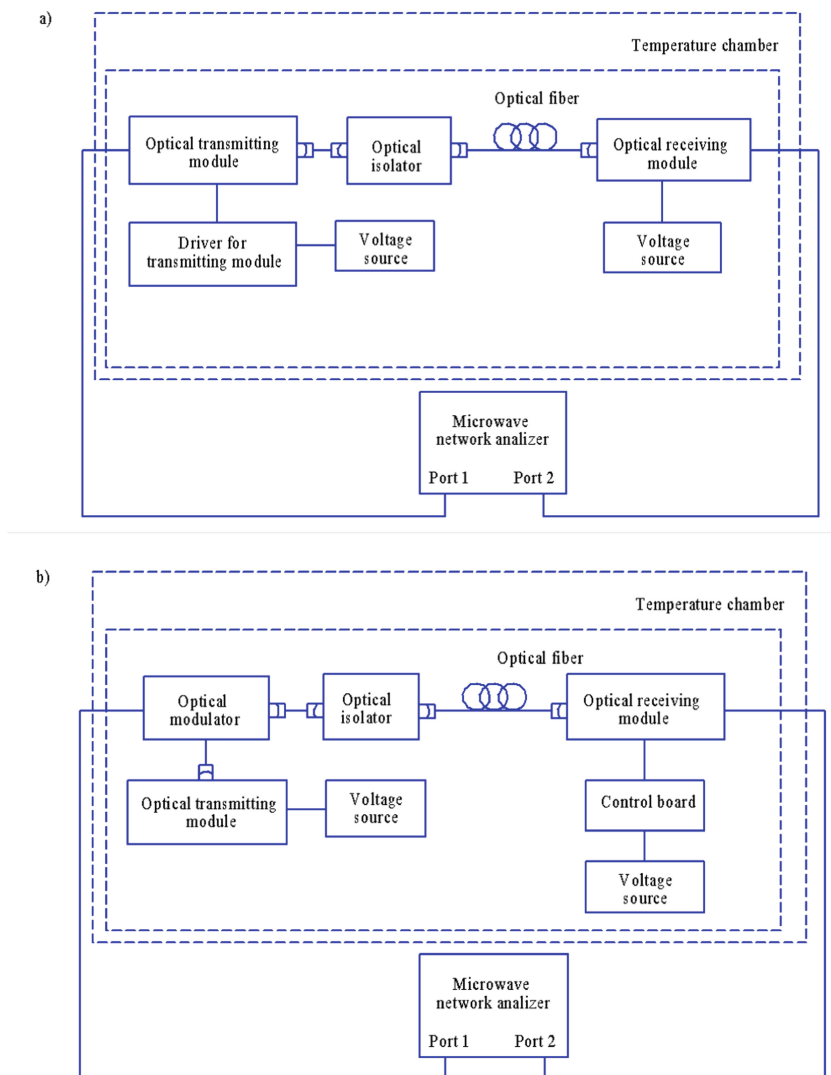 a)
Temperature chamber
Optical fiber
Optical transmitting
module
Optical
isolator
Optical receiving
module
Driver for
transmitting module
Voltage
source
Voltage
source
Microwave
network analizer
Port 1 Port 2
b)
Temperature chamber
Optical fiber
Optical
modulator
Optical
isolator
Optical receiving
module
Optical transmitting
module
Voltage
source
Control board
Voltage
source
Microwave
network analizer
Port 1 Port 2